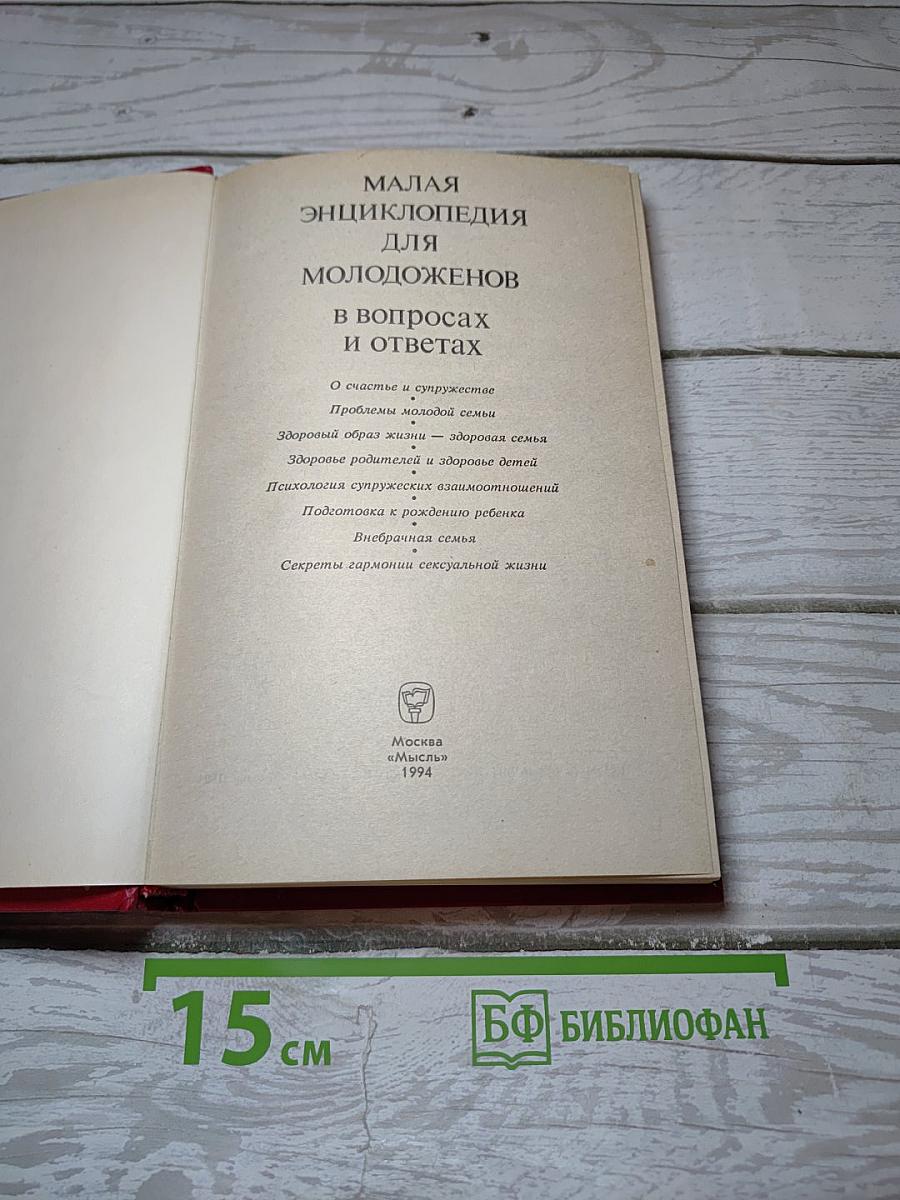 МАЛАЯ
ЭНЦИКЛОПЕДИЯ
ДЛЯ
МОЛОДОЖЕНОВ
в вопросах
и ответах
О счастье и супружестве
•
Проблемы молодой семьи
•
Здоровый образ жизни — здоровая семья
•
Здоровье родителей и здоровье детей
•
Психология супружеских взаимоотношений
•
Подготовка к рождению ребенка
•
Внебрачная семья
•
Секреты гармонии сексуальной жизни
Москва
«Мысль»
1994
15 см
БФ БИБЛИОФАН